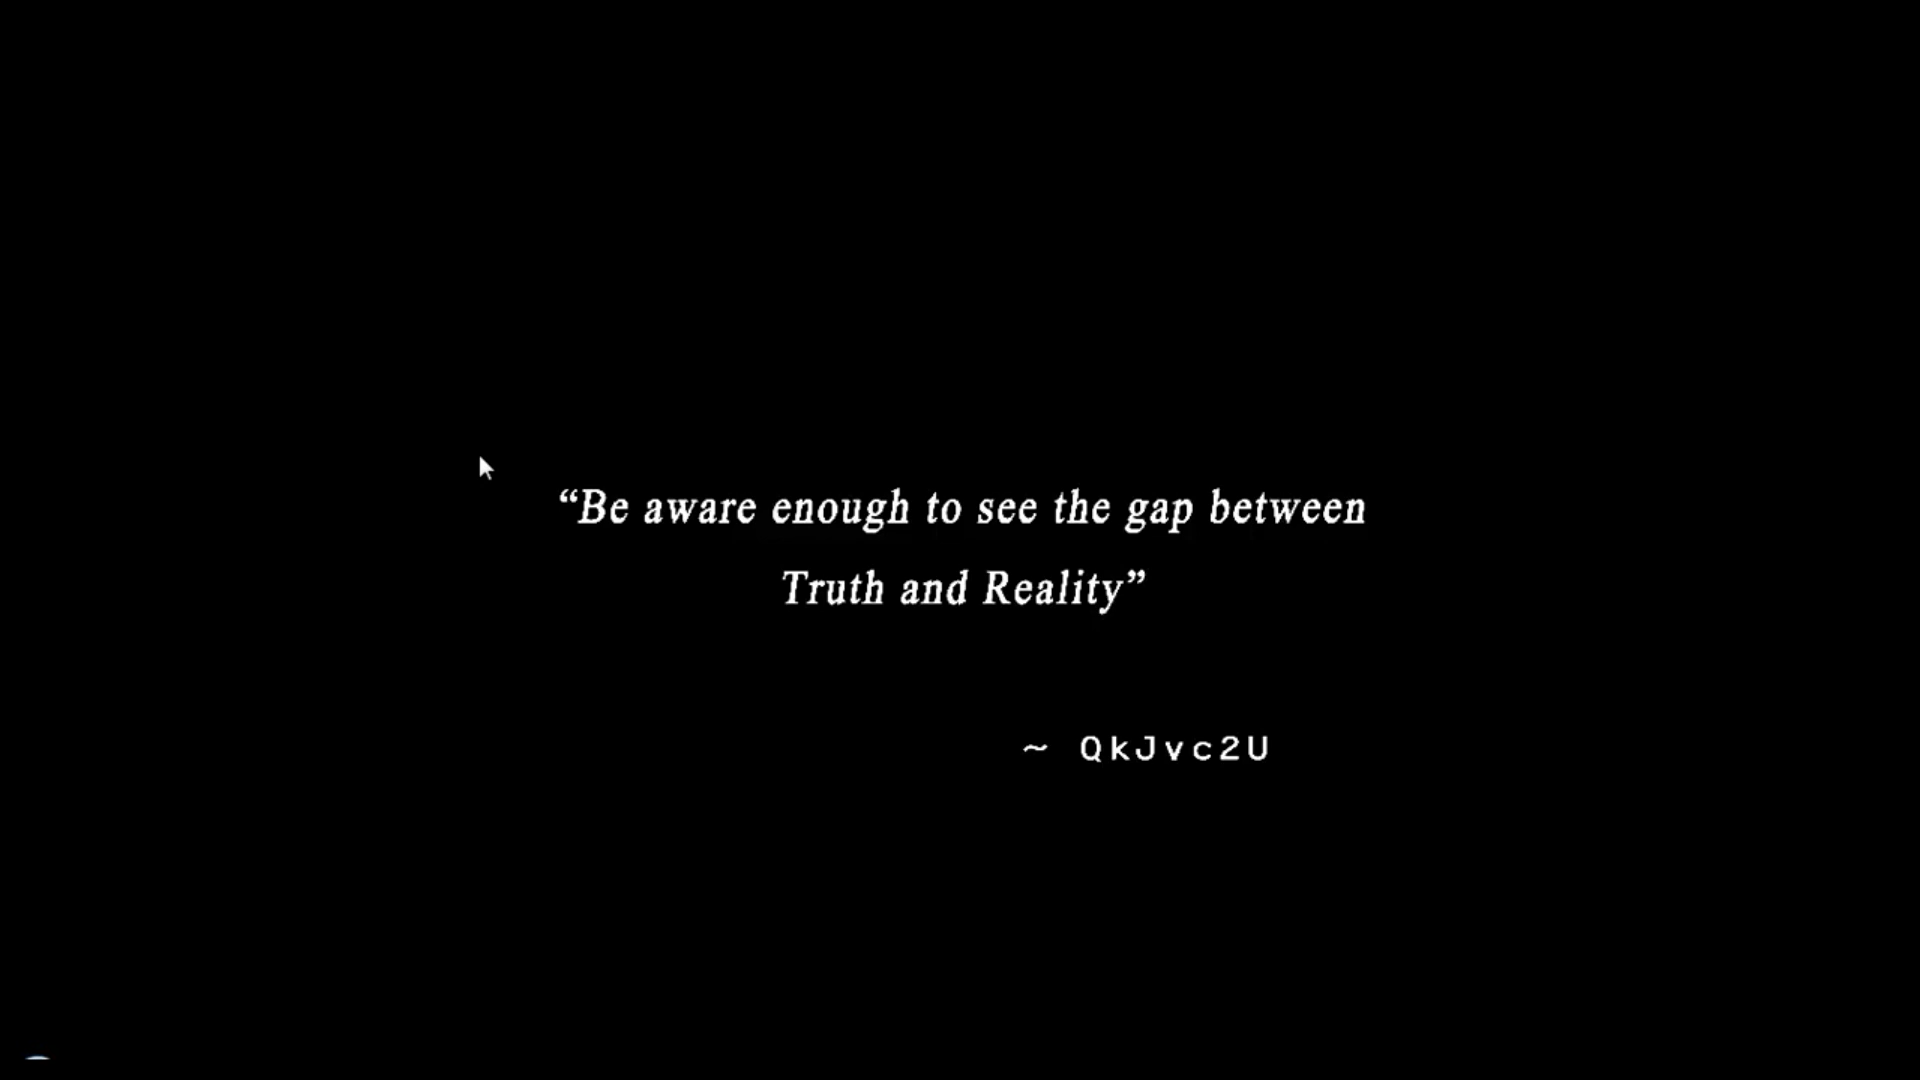 “Be aware enough to see the gap between
Truth and Reality”
~ QkJvc2U